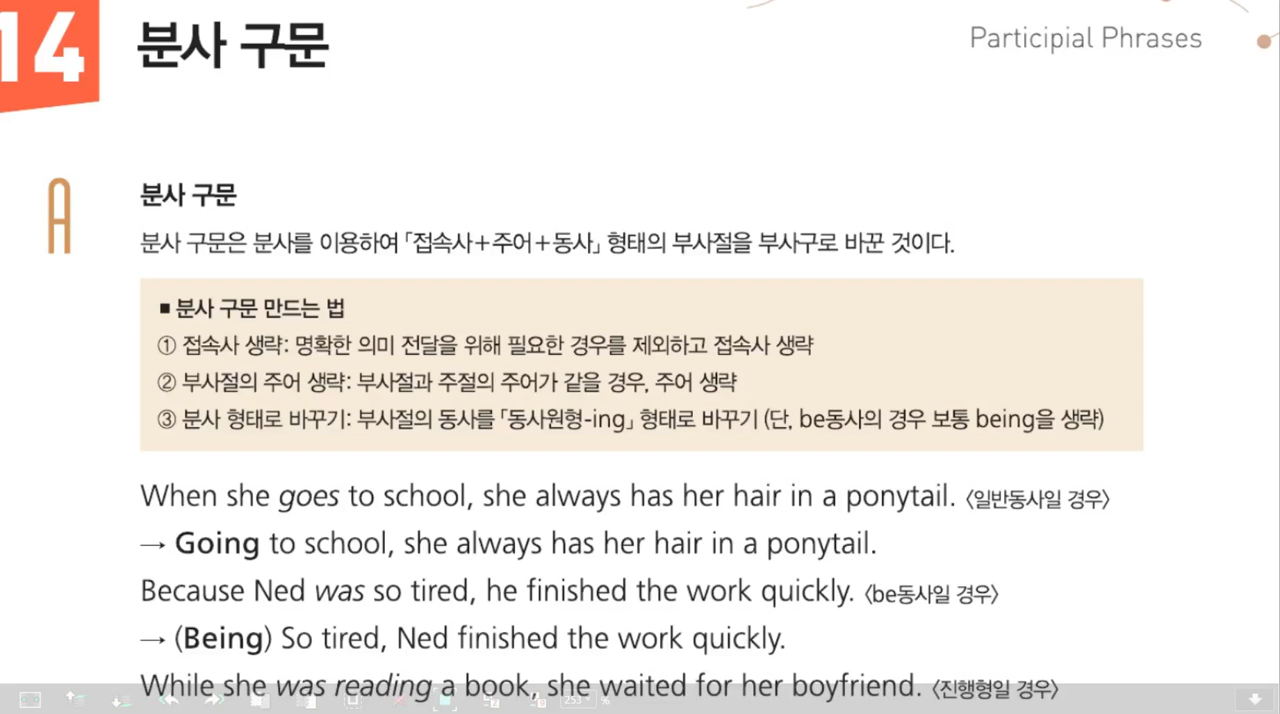 14
분사 구문
Participial Phrases
A
분사 구문
분사 구문은 분사를 이용하여 「접속사+주어+동사」 형태의 부사절을 부사구로 바꾼 것이다.
■ 분사 구문 만드는 법
① 접속사 생략: 명확한 의미 전달을 위해 필요한 경우를 제외하고 접속사 생략
② 부사절의 주어 생략: 부사절과 주절의 주어가 같을 경우, 주어 생략
③ 분사 형태로 바꾸기: 부사절의 동사를 「동사원형-ing」 형태로 바꾸기 (단, be동사의 경우 보통 being을 생략)
When she goes to school, she always has her hair in a ponytail. 〈일반동사일 경우〉
→ Going to school, she always has her hair in a ponytail.
Because Ned was so tired, he finished the work quickly. 〈be동사일 경우〉
→ (Being) So tired, Ned finished the work quickly.
While she was reading a book, she waited for her boyfriend. 〈진행형일 경우〉
253 %